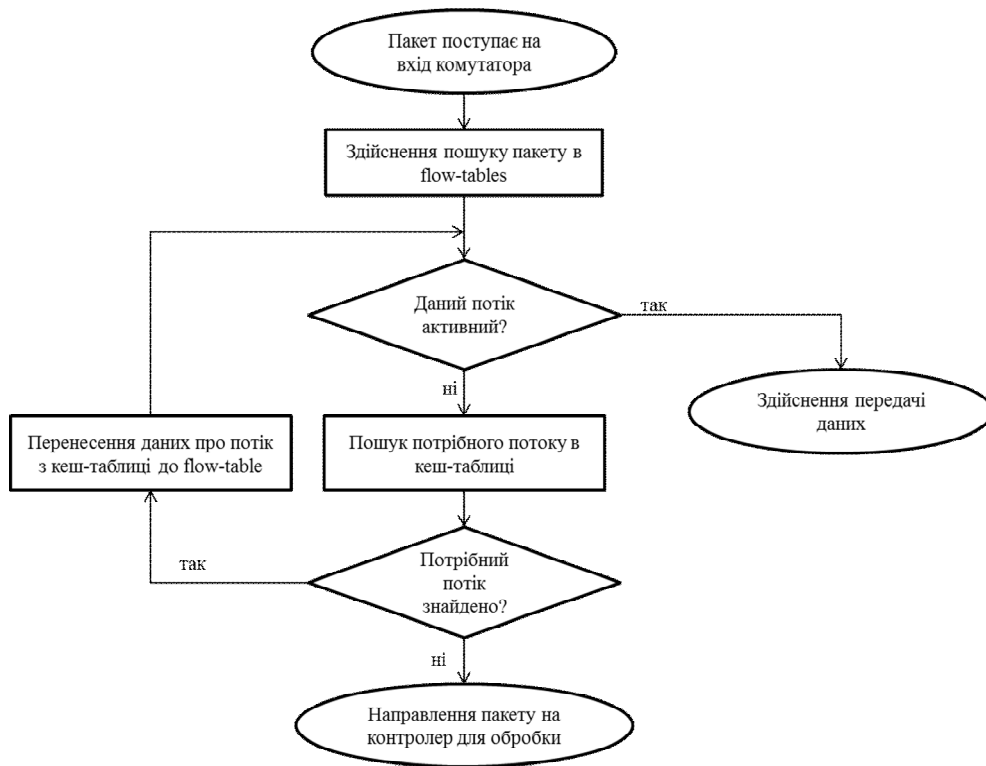 Пакет поступає на
вхід комутатора
Здійснення пошуку пакету в
flow-tables
Даний потік
активний?
так
ні
Здійснення передачі
даних
Перенесення даних про потік
з кеш-таблиці до flow-table
Пошук потрібного потоку в
кеш-таблиці
так
Потрібний
потік
знайдено?
ні
Направлення пакету на
контролер для обробки